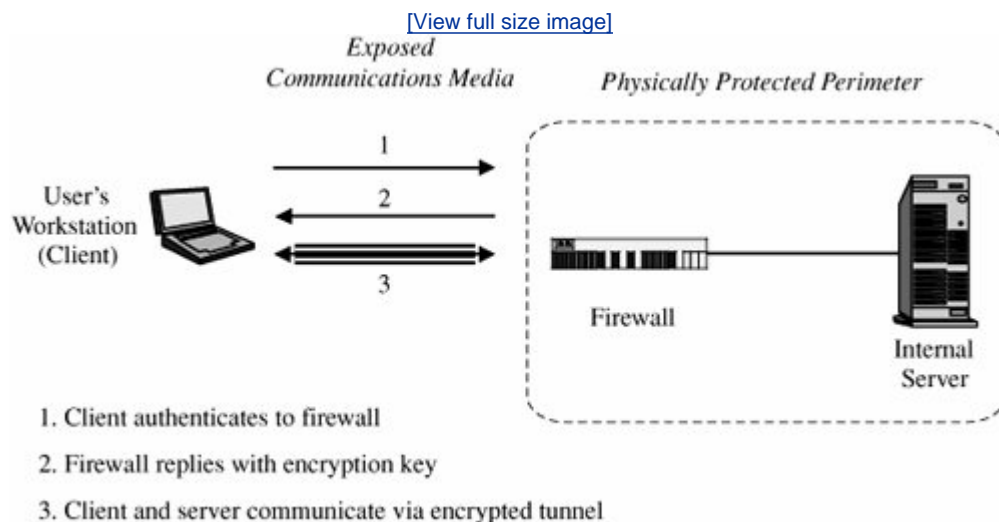 [View full size image]
Exposed
Communications Media
Physically Protected Perimeter
1
2
3
User's
Workstation
(Client)
Firewall
Internal
Server
1. Client authenticates to firewall
2. Firewall replies with encryption key
3. Client and server communicate via encrypted tunnel